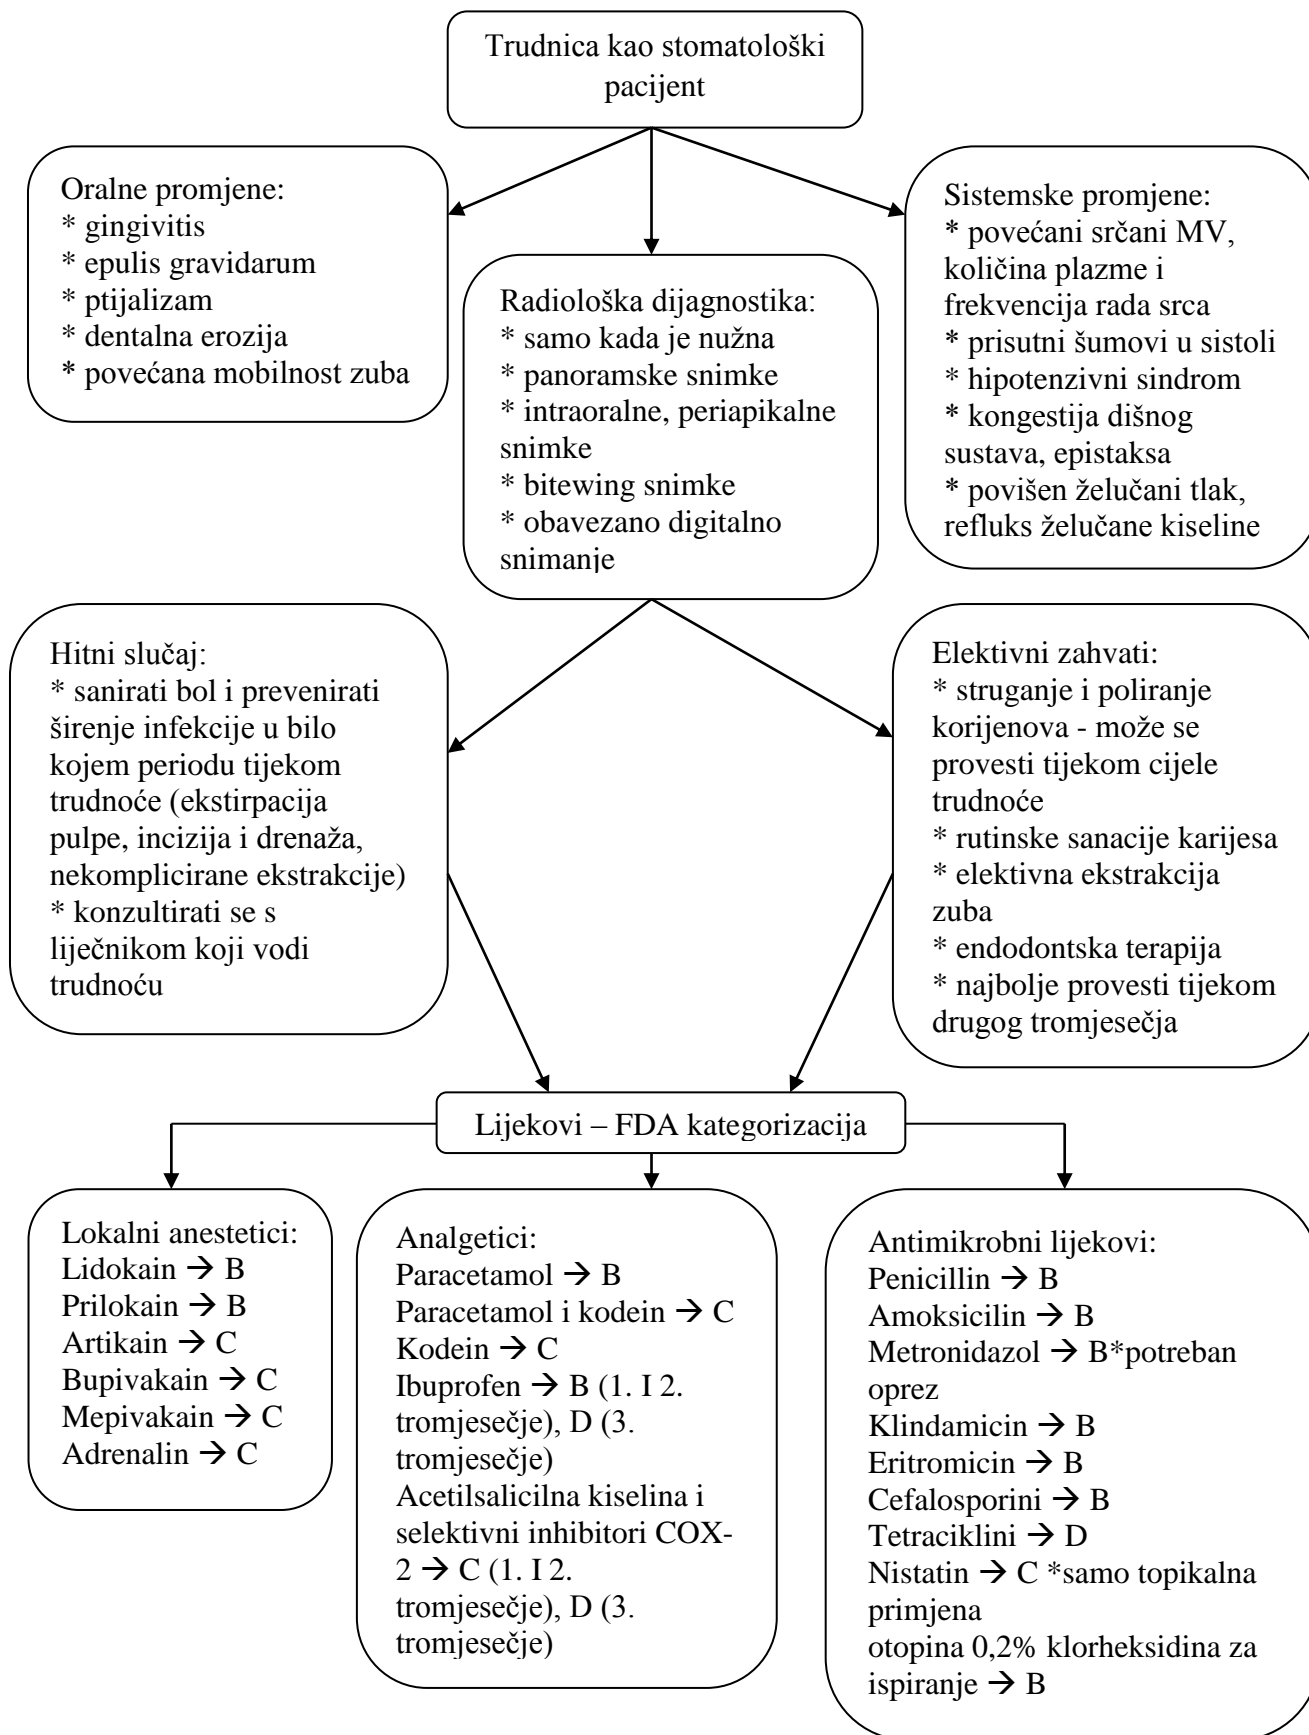 Trudnica kao stomatološki
pacijent
Oralne promjene:
* gingivitis
* epulis gravidarum
* ptijalizam
* dentalna erozija
* povećana mobilnost zuba
Radiološka dijagnostika:
* samo kada je nužna
* panoramske snimke
* intraoralne, periapikalne
snimke
* bitewing snimke
* obavezano digitalno
snimanje
Sistemske promjene:
* povećani srčani MV,
količina plazme i
frekvencija rada srca
* prisutni šumovi u sistoli
* hipotenzivni sindrom
* kongestija dišnog
sustava, epistaksa
* povišen želučani tlak,
refluks želučane kiseline
Hitni slučaj:
* sanirati bol i prevenirati
širenje infekcije u bilo
kojem periodu tijekom
trudnoće (ekstirpacija
pulpe, incizija i drenaža,
nekomplicirane ekstrakcije)
* konzultirati se s
liječnikom koji vodi
trudnoću
Elektivni zahvati:
* struganje i poliranje
korijenova - može se
provesti tijekom cijele
trudnoće
* rutinske sanacije karijesa
* elektivna ekstrakcija
zuba
* endodontska terapija
* najbolje provesti tijekom
drugog tromjesečja
Lijekovi – FDA kategorizacija
Lokalni anestetici:
Lidokain → B
Prilokain → B
Artikain → C
Bupivakain → C
Mepivakain → C
Adrenalin → C
Analgetici:
Paracetamol → B
Paracetamol i kodein → C
Kodein → C
Ibuprofen → B (1. I 2.
tromjesečje), D (3.
tromjesečje)
Acetilsalicilna kiselina i
selektivni inhibitori COX-
2 → C (1. I 2.
tromjesečje), D (3.
tromjesečje)
Antimikrobni lijekovi:
Penicillin → B
Amoksicilin → B
Metronidazol → B*potreban
oprez
Klindamicin → B
Eritromicin → B
Cefalosporini → B
Tetraciklini → D
Nistatin → C *samo topikalna
primjena
otopina 0,2% klorheksidina za
ispiranje → B